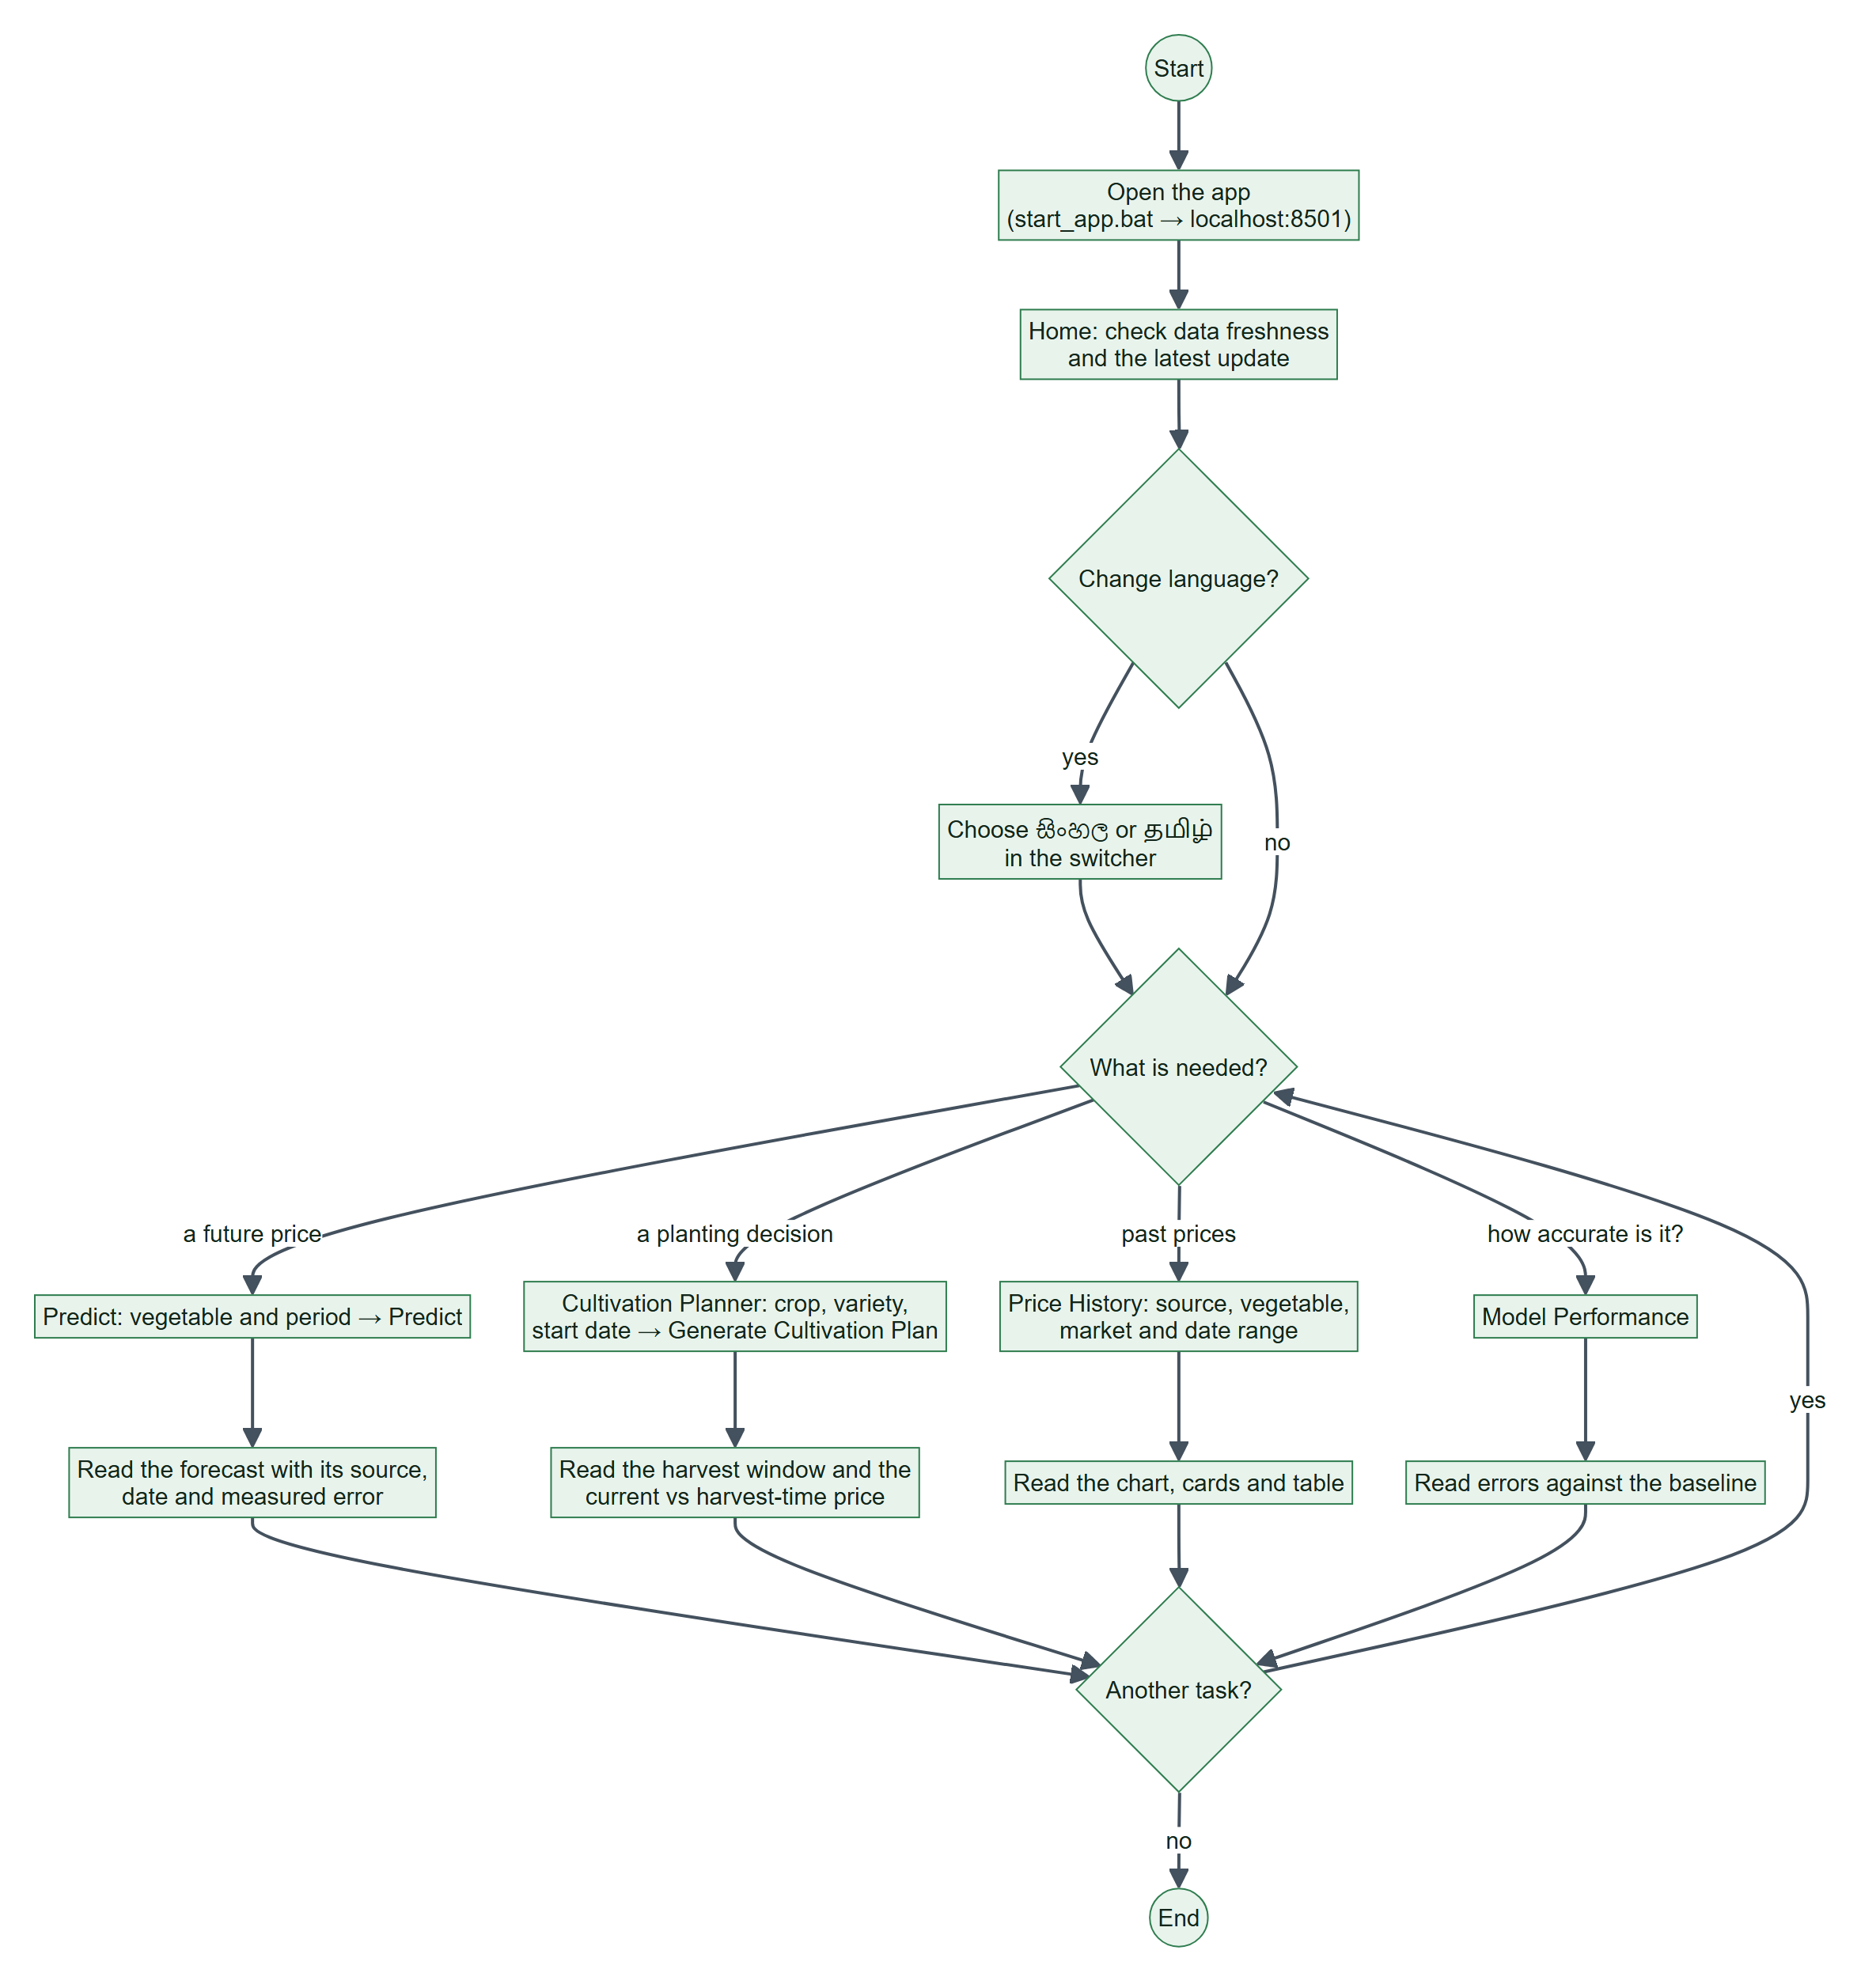 Start
Open the app
(start_app.bat → localhost:8501)
Home: check data freshness
and the latest update
Change language?
yes
no
Choose සිංහල or தமிழ்
in the switcher
What is needed?
a future price
a planting decision
past prices
how accurate is it?
Predict: vegetable and period → Predict
Cultivation Planner: crop, variety,
start date → Generate Cultivation Plan
Price History: source, vegetable,
market and date range
Model Performance
yes
Read the forecast with its source,
date and measured error
Read the harvest window and the
current vs harvest-time price
Read the chart, cards and table
Read errors against the baseline
Another task?
no
End